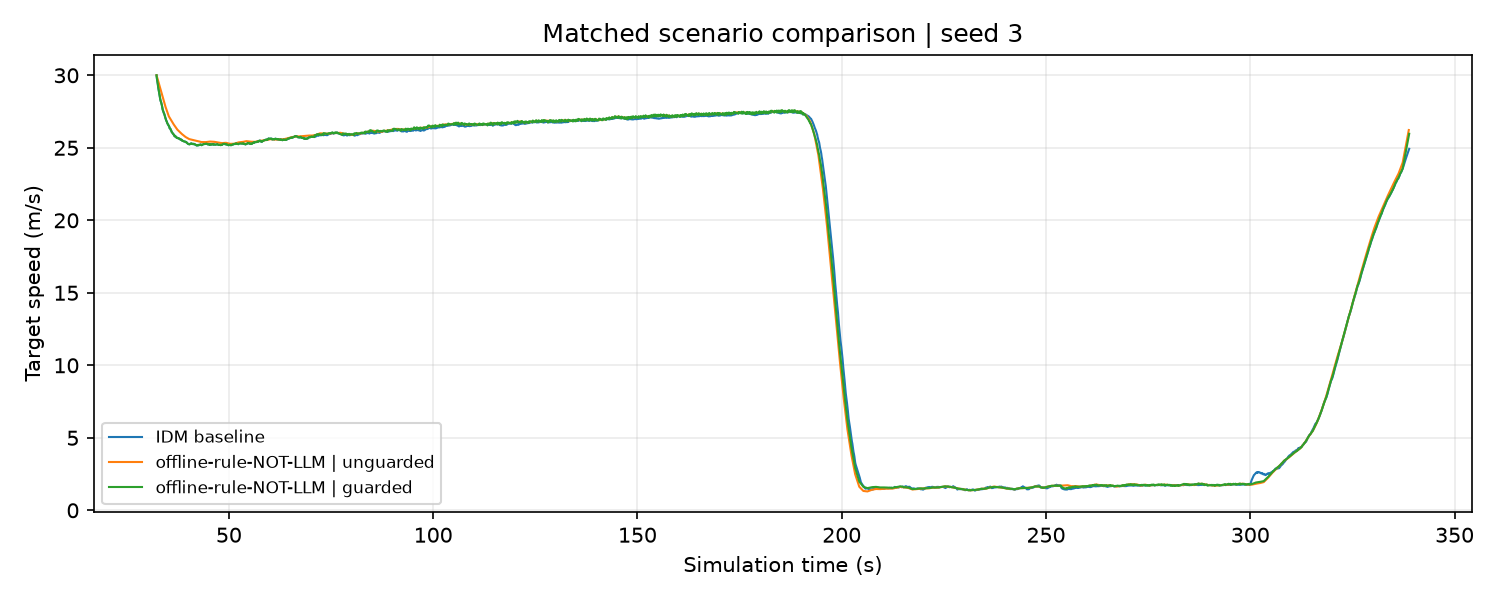 Matched scenario comparison | seed 3
Target speed (m/s)
30
25
20
15
10
5
0
IDM baseline
offline-rule-NOT-LLM | unguarded
offline-rule-NOT-LLM | guarded
50 100 150 200 250 300 350
Simulation time (s)